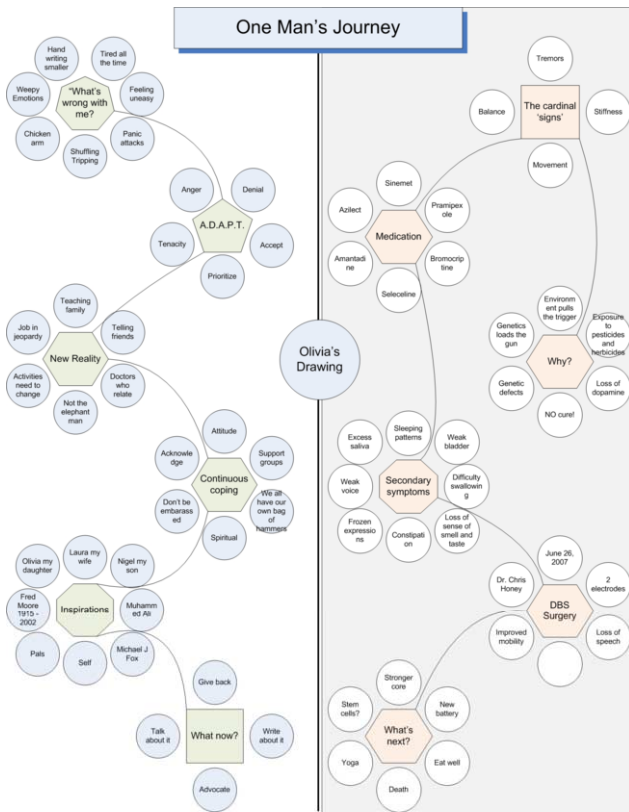 One Man's Journey
Hand
writing
smaller
Tired all
the time
Weepy
Emotions
"What's
wrong with
me?
Feeling
uneasy
Chicken
arm
Shuffling
Tripping
Panic
attacks
Anger
Denial
A.D.A.P.T.
Tenacity
Accept
Prioritize
Teaching
family
Job in
jeopardy
Telling
friends
New Reality
Activities
need to
change
Doctors
who
relate
Not the
elephant
man
Attitude
Acknowle
dge
Support
groups
Continuous
coping
Don't be
embarass
ed
We all
have our
own bag of
hammers
Spiritual
Olivia my
daughter
Laura my
wife
Nigel my
son
Fred
Moore
1915 -
2002
Inspirations
Muhamm
ed Ali
Pals
Self
Michael J
Fox
Give back
Talk
about it
What now?
Write
about it
Advocate
Olivia's
Drawing
Tremors
Balance
The cardinal
'signs'
Stiffness
Movement
Sinemet
Azilect
Pramipex
ole
Medication
Amantadi
ne
Bromocrip
tine
Seleceline
Environm
ent pulls
the trigger
Genetics
loads the
gun
Exposure
to
pesticides
and
herbicides
Why?
Genetic
defects
Loss of
dopamine
NO cure!
Sleeping
patterns
Excess
saliva
Weak
bladder
Weak
voice
Secondary
symptoms
Difficulty
swallowin
g
Frozen
expressio
ns
Constipati
on
Loss of
sense of
smell and
taste
June 26,
2007
Dr. Chris
Honey
2
electrodes
DBS
Surgery
Improved
mobility
Loss of
speech
Stronger
core
Stem
cells?
New
battery
What's
next?
Yoga
Eat well
Death